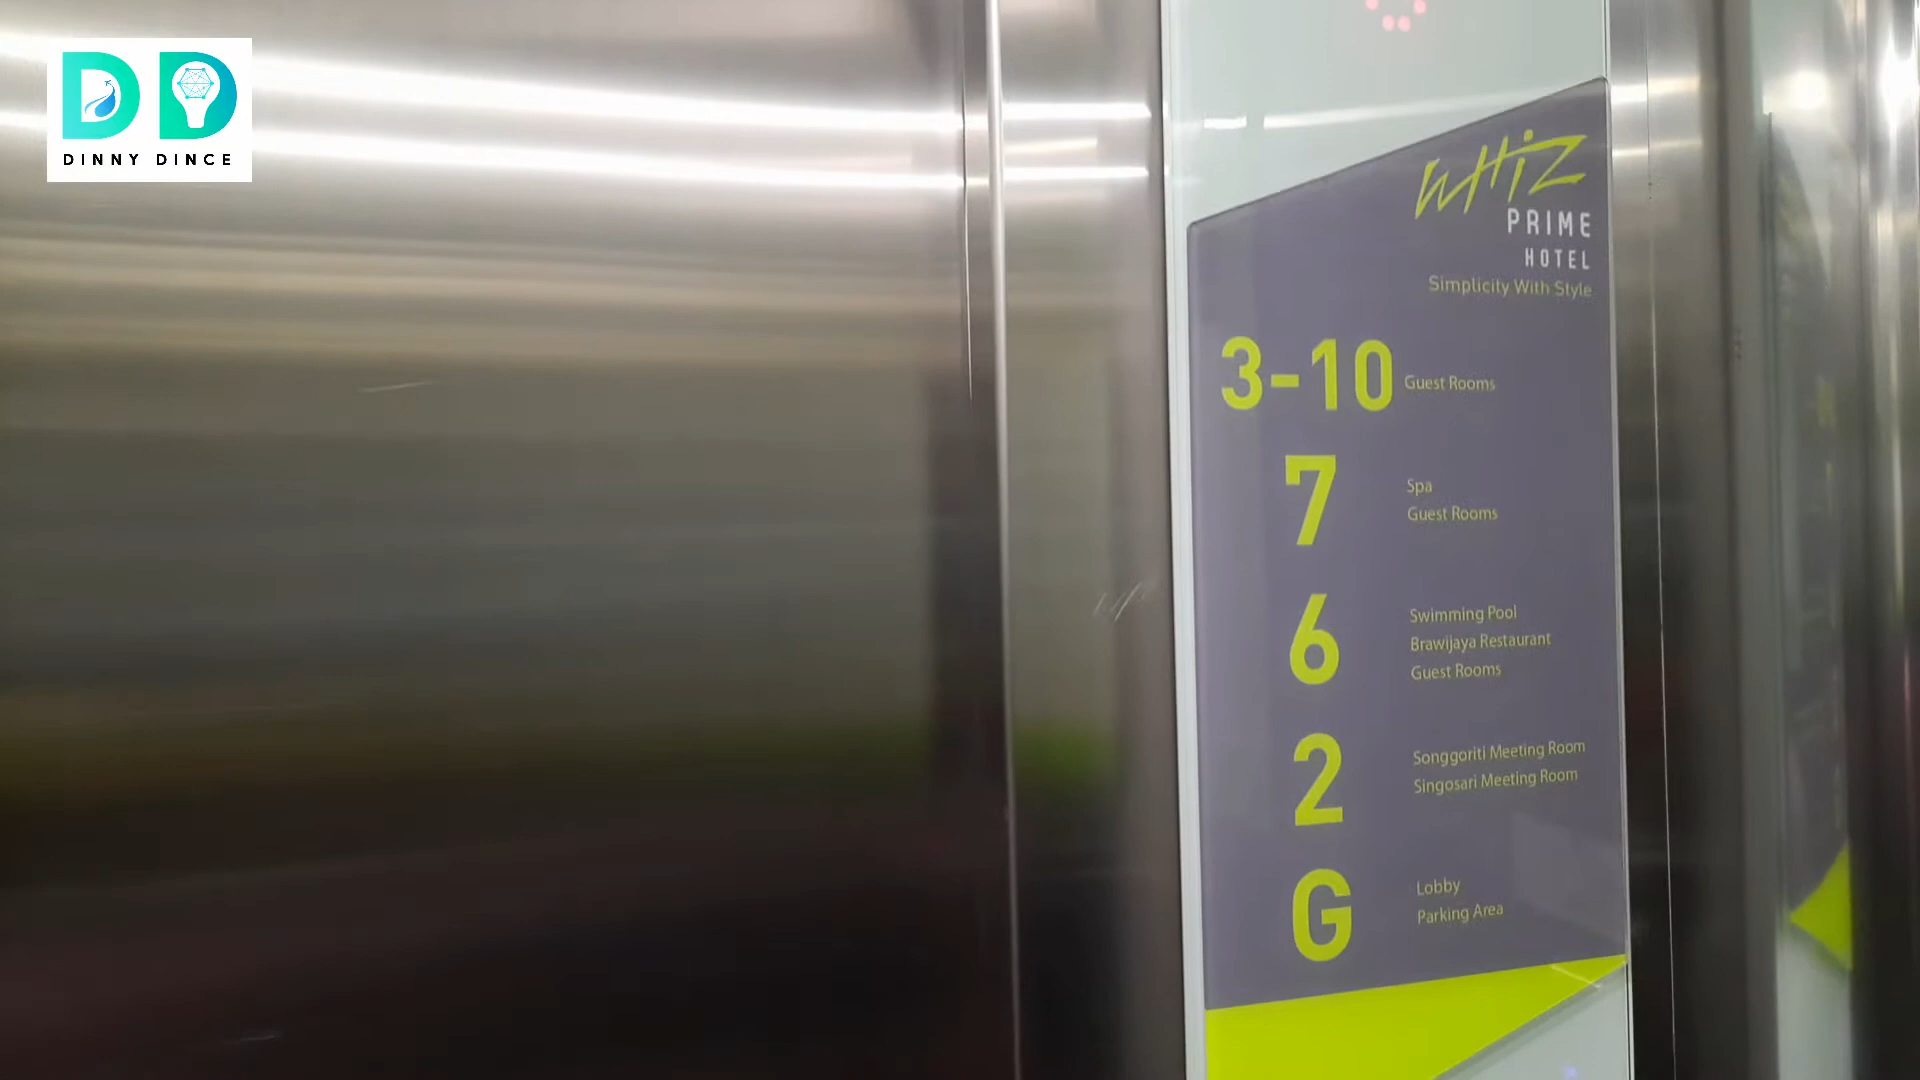 DD
DINNY DINCE
WHIZ
PRIME
HOTEL
Simplicity With Style
3-10 Guest Rooms
7 Spa
Guest Rooms
6 Swimming Pool
Brawijaya Restaurant
Guest Rooms
2 Songgoriti Meeting Room
Singosari Meeting Room
G Lobby
Parking Area